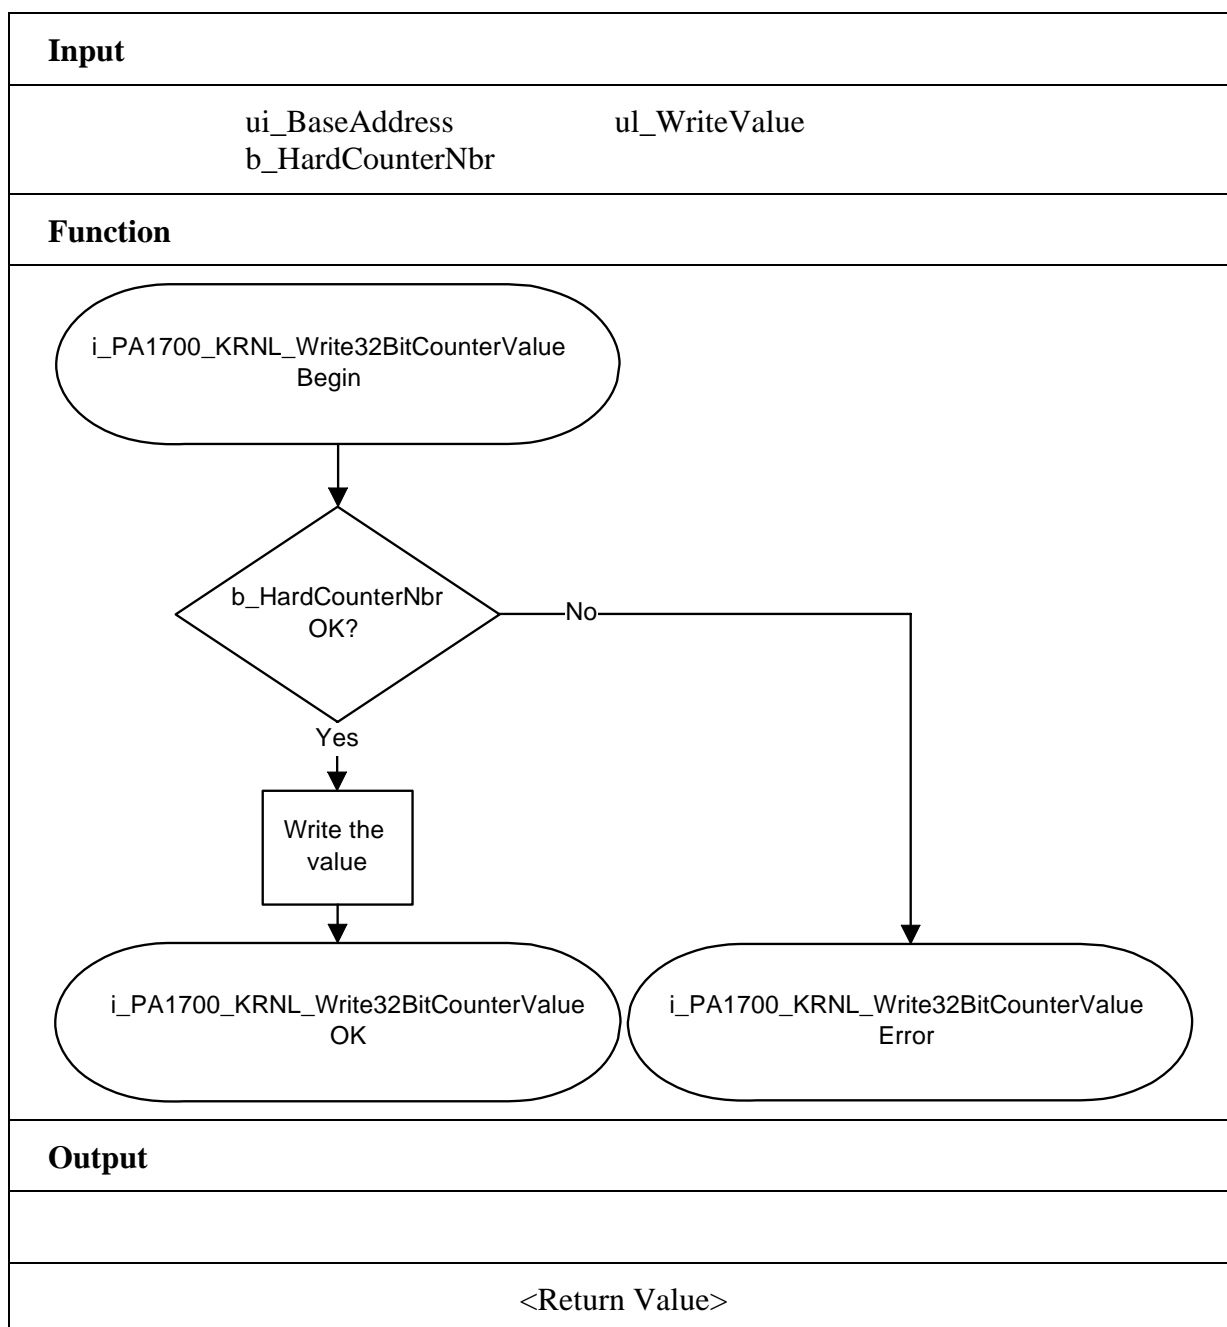 Input
ui_BaseAddress ul_WriteValue
b_HardCounterNbr
Function
i_PA1700_KRNL_Write32BitCounterValue
Begin
b_HardCounterNbr
OK?
No
Yes
Write the
value
i_PA1700_KRNL_Write32BitCounterValue
OK
i_PA1700_KRNL_Write32BitCounterValue
Error
Output
<Return Value>